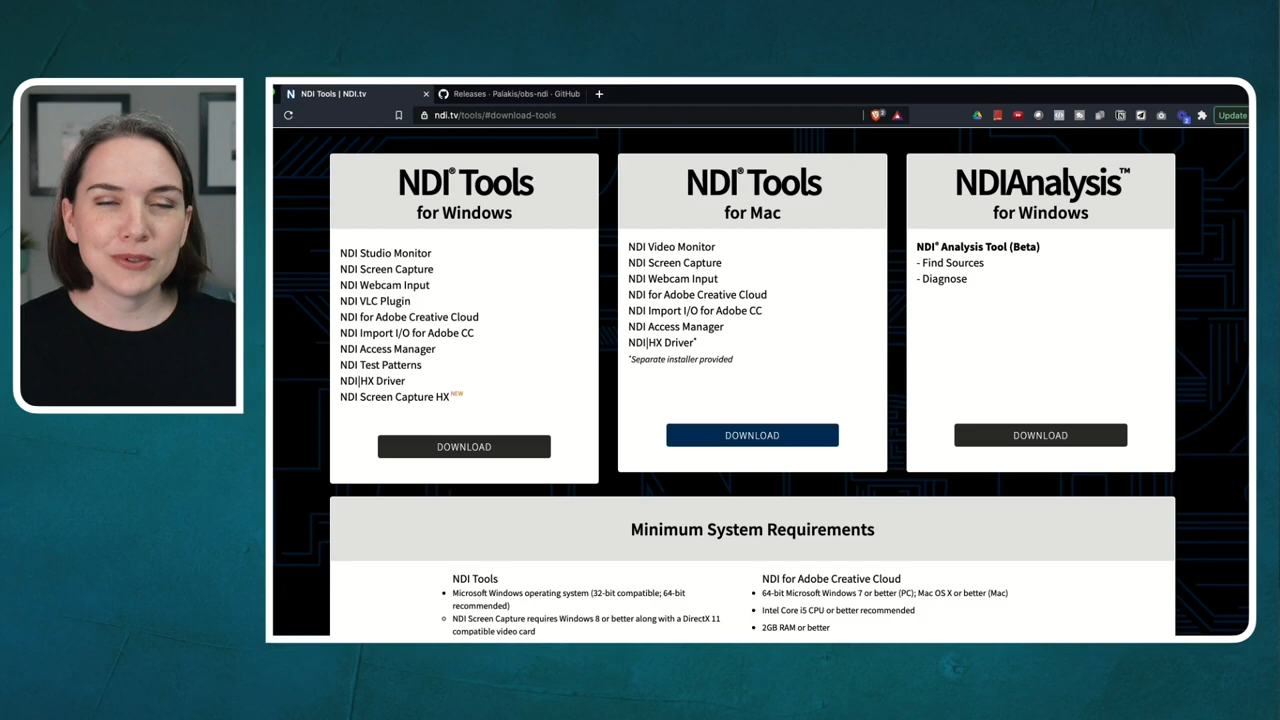 NDI Tools | NDI.tv
Releases · Palakis/obs-ndi · GitHub
ndi.tv/tools/#download-tools
Update
NDI® Tools
for Windows
NDI Studio Monitor
NDI Screen Capture
NDI Webcam Input
NDI VLC Plugin
NDI for Adobe Creative Cloud
NDI Import I/O for Adobe CC
NDI Access Manager
NDI Test Patterns
NDI|HX Driver
NDI Screen Capture HX NEW
DOWNLOAD
NDI® Tools
for Mac
NDI Video Monitor
NDI Screen Capture
NDI Webcam Input
NDI for Adobe Creative Cloud
NDI Import I/O for Adobe CC
NDI Access Manager
NDI|HX Driver*
*Separate installer provided
DOWNLOAD
NDIAnalysis™
for Windows
NDI® Analysis Tool (Beta)
- Find Sources
- Diagnose
DOWNLOAD
Minimum System Requirements
NDI Tools
Microsoft Windows operating system (32-bit compatible; 64-bit
recommended)
NDI Screen Capture requires Windows 8 or better along with a DirectX 11
compatible video card
NDI for Adobe Creative Cloud
64-bit Microsoft Windows 7 or better (PC); Mac OS X or better (Mac)
Intel Core i5 CPU or better recommended
2GB RAM or better